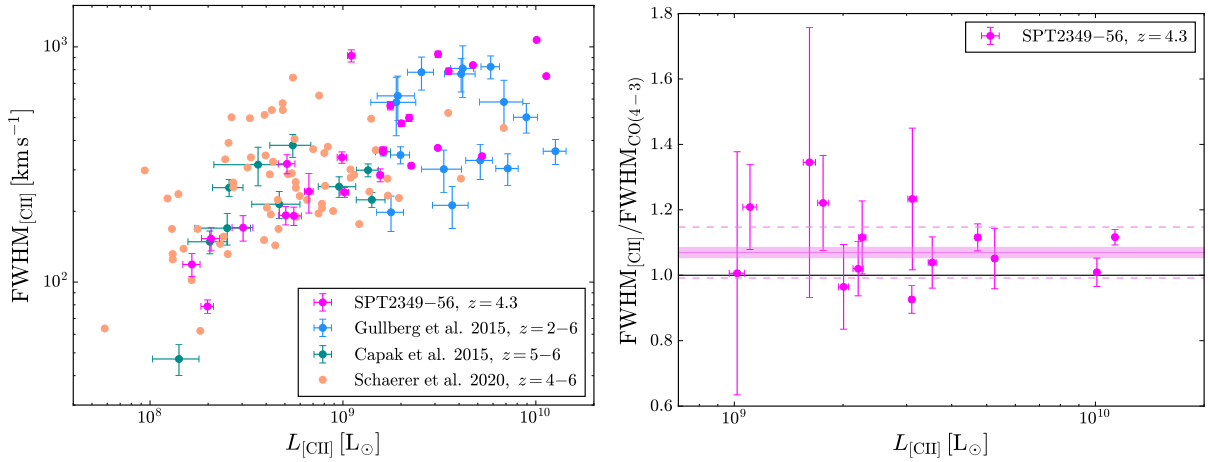 10³
10²
FWHM[CII] [km s⁻¹]
SPT2349−56, z = 4.3
Gullberg et al. 2015, z = 2−6
Capak et al. 2015, z = 5−6
Schaerer et al. 2020, z = 4−6
10⁸
10⁹
10¹⁰
L[CII] [L⊙]
1.8
1.6
1.4
1.2
1.0
0.8
0.6
FWHM[CII]/FWHMCO(4−3)
SPT2349−56, z = 4.3
10⁹
10¹⁰
L[CII] [L⊙]